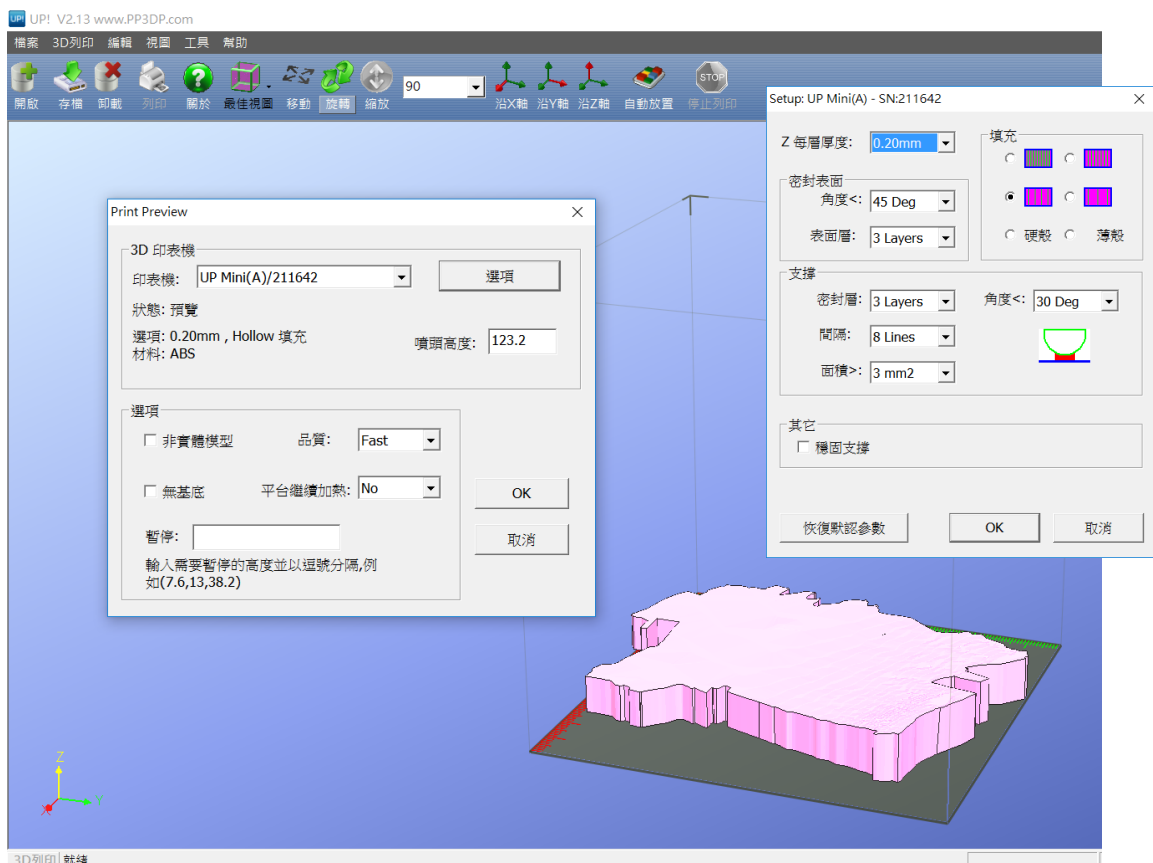 UP! UP! V2.13 www.PP3DP.com
檔案 3D列印 編輯 視圖 工具 幫助
開啟 存檔 卸載 列印 關於 最佳視圖 移動 旋轉 縮放 90 沿X軸 沿Y軸 沿Z軸 自動放置 STOP 停止列印
Print Preview
3D 印表機
印表機: UP Mini(A)/211642 選項
狀態: 預覽
選項: 0.20mm , Hollow 填充
材料: ABS
噴頭高度: 123.2
選項
非實體模型 品質: Fast
無基底 平台繼續加熱: No
OK
暫停:
取消
輸入需要暫停的高度並以逗號分隔,例
如(7.6,13,38.2)
Setup: UP Mini(A) - SN:211642
Z 每層厚度: 0.20mm
填充
密封表面
角度<: 45 Deg
表面層: 3 Layers
硬殼 薄殼
支撐
密封層: 3 Layers 角度<: 30 Deg
間隔: 8 Lines
面積>: 3 mm2
其它
穩固支撐
恢復默認參數 OK 取消
Z
Y
X
3D列印 就緒